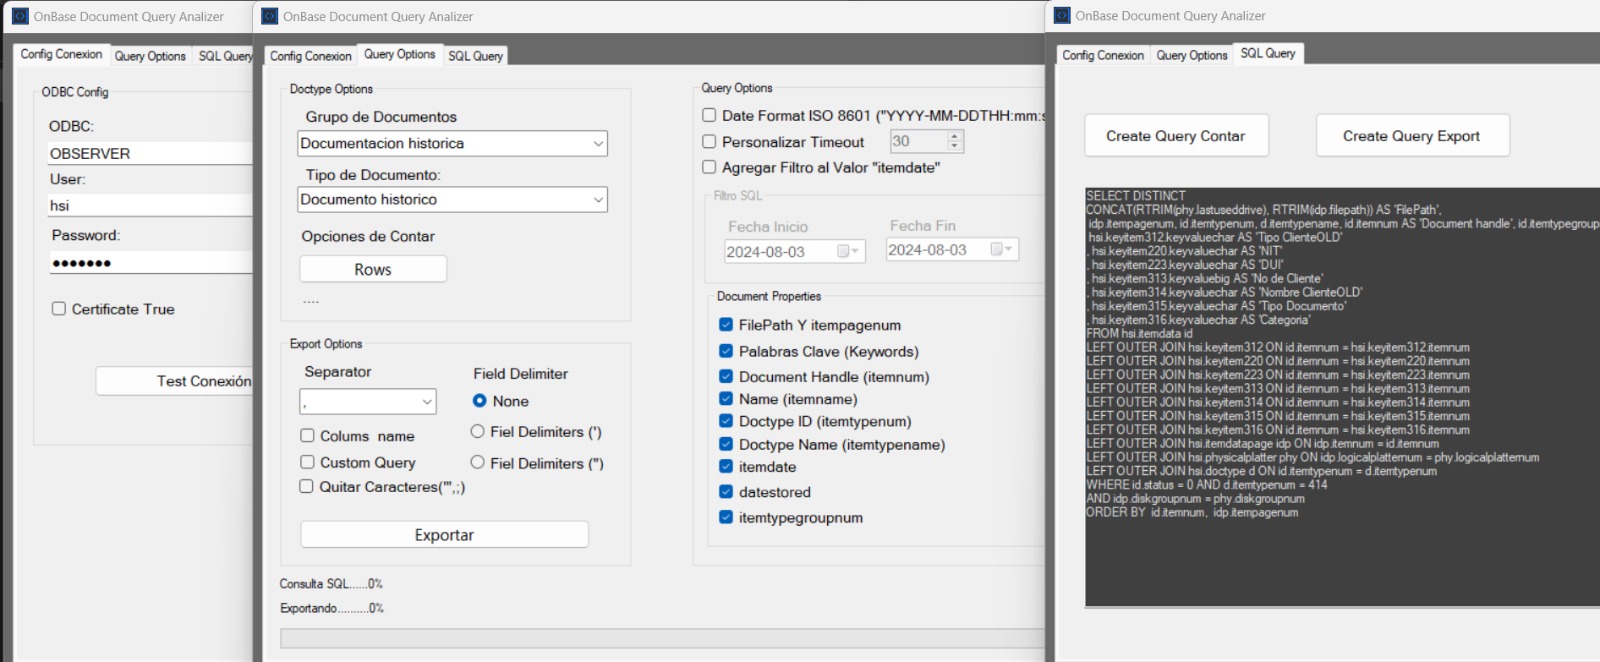 OnBase Document Query Analizer
Config Conexion
Query Options
SQL Query
ODBC Config
ODBC:
OBSERVER
User:
hsi
Password:
•••••••
Certificate True
Test Conexión
OnBase Document Query Analizer
Config Conexion
Query Options
SQL Query
Doctype Options
Grupo de Documentos
Documentacion historica
Tipo de Documento:
Documento historico
Opciones de Contar
Rows
....
Export Options
Separator
,
Colums name
Custom Query
Quitar Caracteres("',;)
Field Delimiter
None
Fiel Delimiters (')
Fiel Delimiters (")
Exportar
Consulta SQL......0%
Exportando..........0%
Query Options
Date Format ISO 8601 ("YYYY-MM-DDTHH:mm:s
Personalizar Timeout
30
Agregar Filtro al Valor "itemdate"
Filtro SQL
Fecha Inicio
2024-08-03
Fecha Fin
2024-08-03
Document Properties
FilePath Y itempagenum
Palabras Clave (Keywords)
Document Handle (itemnum)
Name (itemname)
Doctype ID (itemtypenum)
Doctype Name (itemtypename)
itemdate
datestored
itemtypegroupnum
OnBase Document Query Analizer
Config Conexion
Query Options
SQL Query
Create Query Contar
Create Query Export
SELECT DISTINCT
CONCAT(RTRIM(phy.lastuseddrive), RTRIM(idp.filepath)) AS 'FilePath',
idp.itempagenum, id.itemtypenum, d.itemtypename, id.itemnum AS 'Document handle', id.itemtypegroup
hsi.keyitem312.keyvaluechar AS 'Tipo ClienteOLD'
, hsi.keyitem220.keyvaluechar AS 'NIT'
, hsi.keyitem223.keyvaluechar AS 'DUI'
, hsi.keyitem313.keyvaluebig AS 'No de Cliente'
, hsi.keyitem314.keyvaluechar AS 'Nombre ClienteOLD'
, hsi.keyitem315.keyvaluechar AS 'Tipo Documento'
, hsi.keyitem316.keyvaluechar AS 'Categoria'
FROM hsi.itemdata id
LEFT OUTER JOIN hsi.keyitem312 ON id.itemnum = hsi.keyitem312.itemnum
LEFT OUTER JOIN hsi.keyitem220 ON id.itemnum = hsi.keyitem220.itemnum
LEFT OUTER JOIN hsi.keyitem223 ON id.itemnum = hsi.keyitem223.itemnum
LEFT OUTER JOIN hsi.keyitem313 ON id.itemnum = hsi.keyitem313.itemnum
LEFT OUTER JOIN hsi.keyitem314 ON id.itemnum = hsi.keyitem314.itemnum
LEFT OUTER JOIN hsi.keyitem315 ON id.itemnum = hsi.keyitem315.itemnum
LEFT OUTER JOIN hsi.keyitem316 ON id.itemnum = hsi.keyitem316.itemnum
LEFT OUTER JOIN hsi.itemdatapage idp ON idp.itemnum = id.itemnum
LEFT OUTER JOIN hsi.physicalplatter phy ON idp.logicalplatternum = phy.logicalplatternum
LEFT OUTER JOIN hsi.doctype d ON id.itemtypenum = d.itemtypenum
WHERE id.status = 0 AND d.itemtypenum = 414
AND idp.diskgroupnum = phy.diskgroupnum
ORDER BY id.itemnum, idp.itempagenum